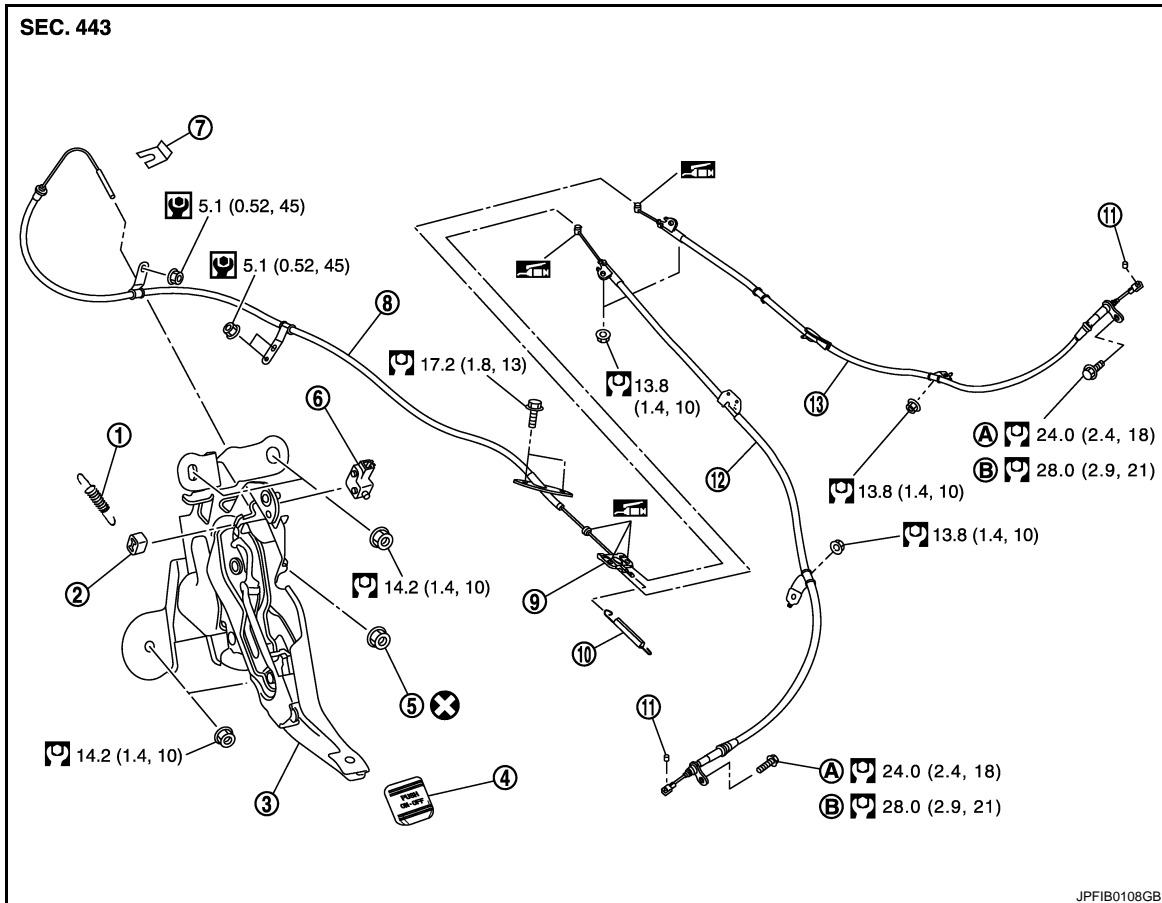 SEC. 443
⑦
5.1 (0.52, 45)
5.1 (0.52, 45)
⑪
⑧
17.2 (1.8, 13)
13.8
(1.4, 10)
⑬
⑥
①
Ⓐ 24.0 (2.4, 18)
Ⓑ 28.0 (2.9, 21)
⑫
13.8 (1.4, 10)
13.8 (1.4, 10)
②
14.2 (1.4, 10)
⑨
⑩
⑤
⑪
14.2 (1.4, 10)
③
PUSH
ON-OFF
④
Ⓐ 24.0 (2.4, 18)
Ⓑ 28.0 (2.9, 21)
JPFIB0108GB